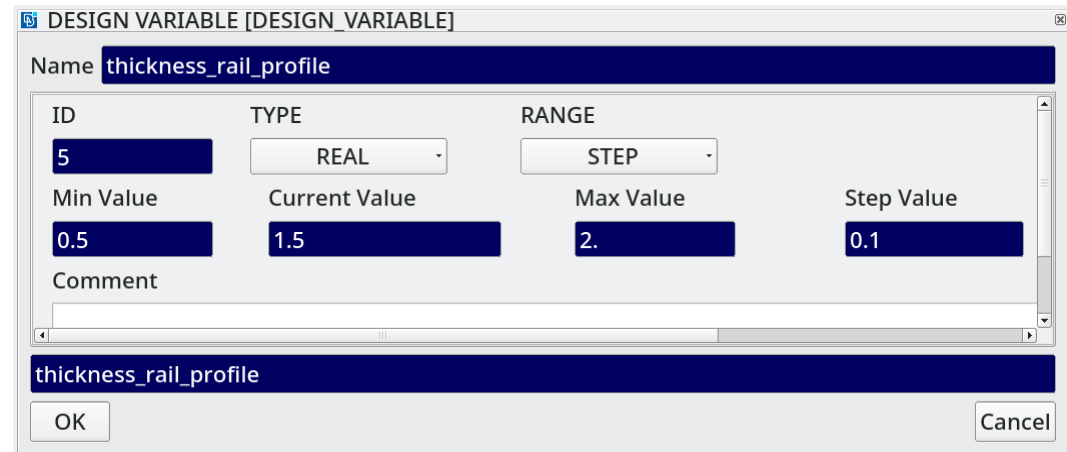 DESIGN VARIABLE [DESIGN_VARIABLE]
Name thickness_rail_profile
ID TYPE RANGE
5 REAL STEP
Min Value Current Value Max Value Step Value
0.5 1.5 2. 0.1
Comment
thickness_rail_profile
OK Cancel